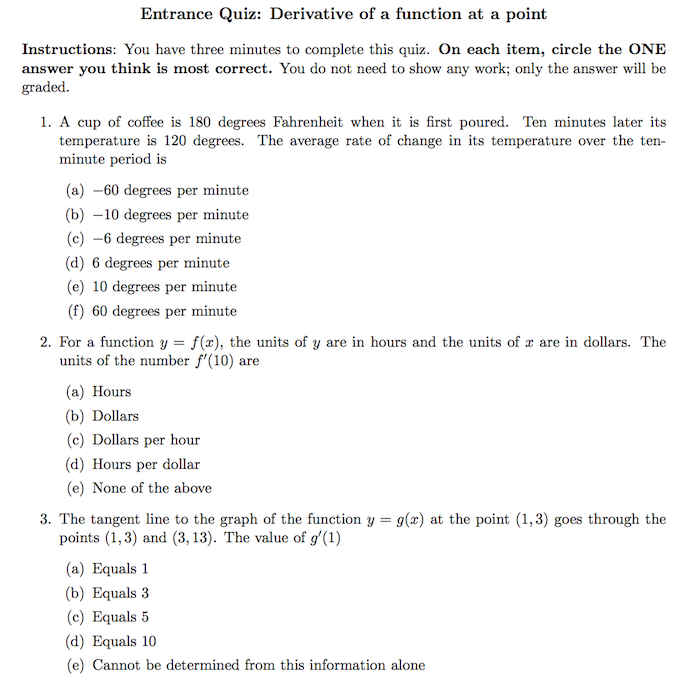 Entrance Quiz: Derivative of a function at a point
Instructions: You have three minutes to complete this quiz. On each item, circle the ONE
answer you think is most correct. You do not need to show any work; only the answer will be
graded.
1. A cup of coffee is 180 degrees Fahrenheit when it is first poured. Ten minutes later its
temperature is 120 degrees. The average rate of change in its temperature over the ten-
minute period is
(a) −60 degrees per minute
(b) −10 degrees per minute
(c) −6 degrees per minute
(d) 6 degrees per minute
(e) 10 degrees per minute
(f) 60 degrees per minute
2. For a function y = f(x), the units of y are in hours and the units of x are in dollars. The
units of the number f′(10) are
(a) Hours
(b) Dollars
(c) Dollars per hour
(d) Hours per dollar
(e) None of the above
3. The tangent line to the graph of the function y = g(x) at the point (1, 3) goes through the
points (1, 3) and (3, 13). The value of g′(1)
(a) Equals 1
(b) Equals 3
(c) Equals 5
(d) Equals 10
(e) Cannot be determined from this information alone